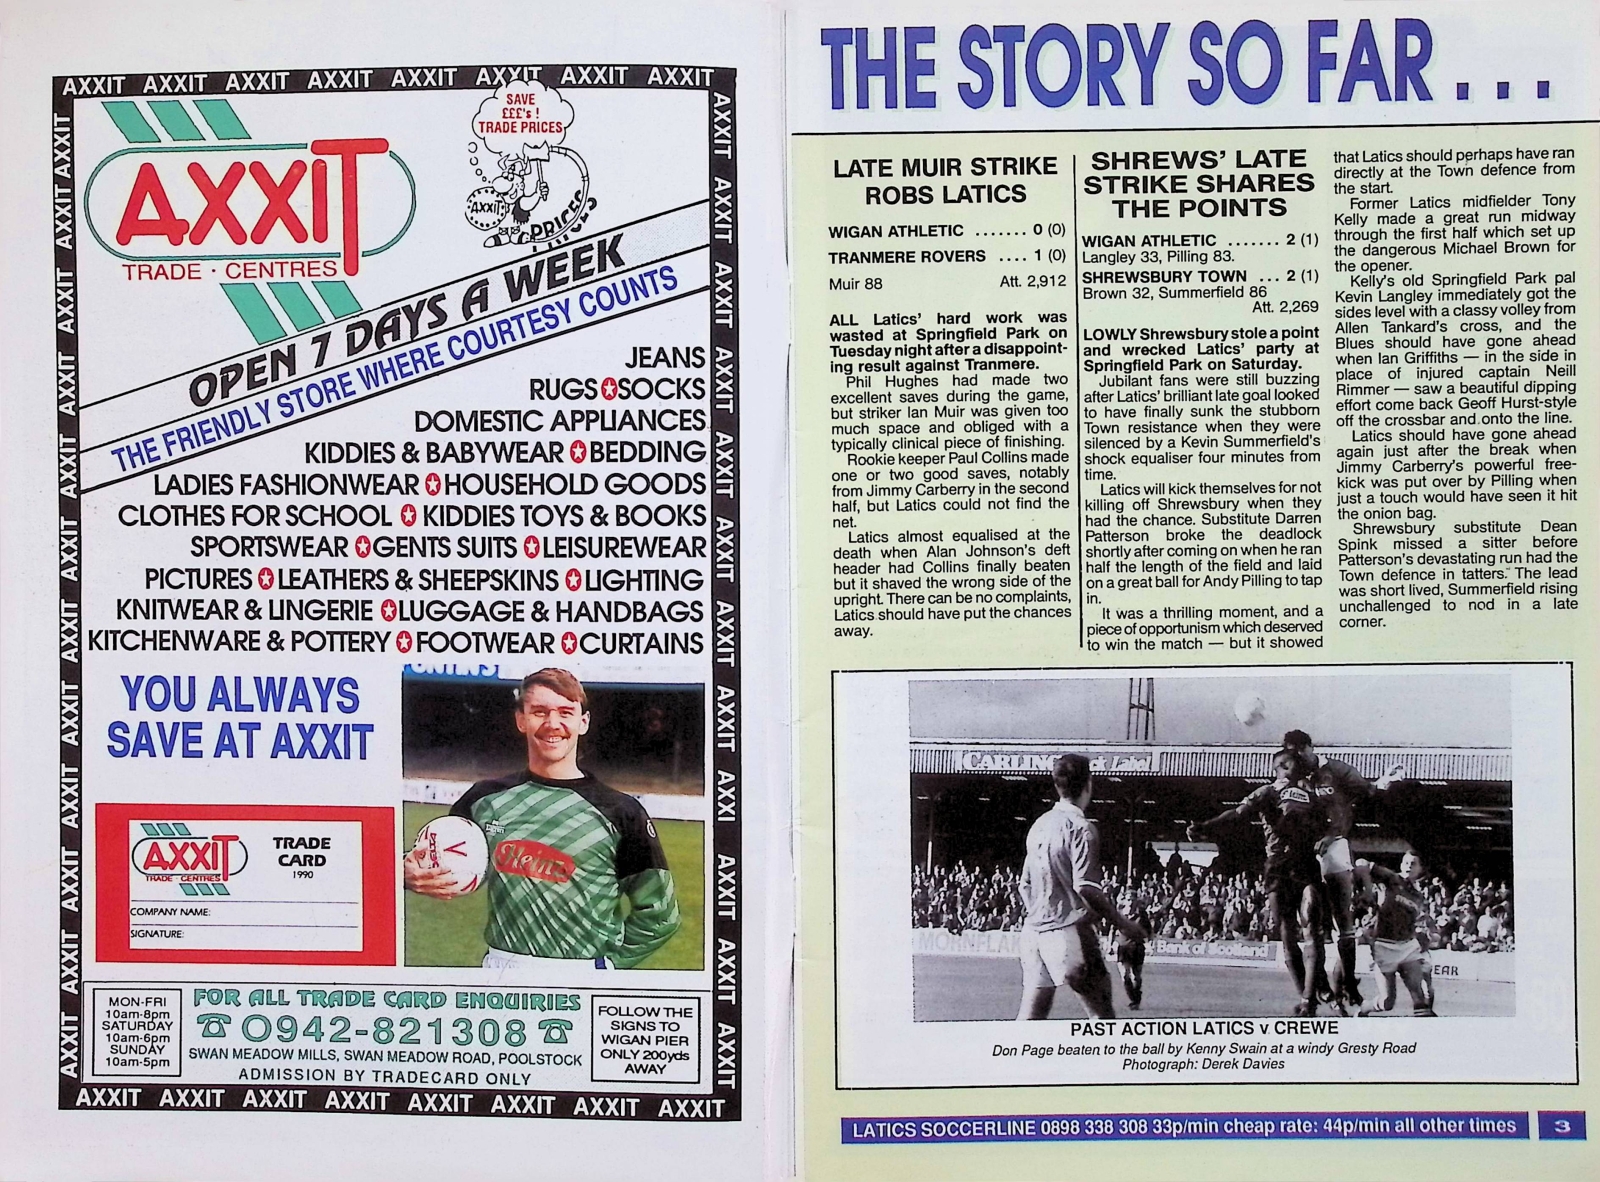 AXXIT AXXIT AXXIT AXXIT AXXIT AXXIT AXXIT AXXIT
SAVE
£££'s !
TRADE PRICES
AXXIT
PRICES
AXXIT
TRADE · CENTRES
OPEN 7 DAYS A WEEK
THE FRIENDLY STORE WHERE COURTESY COUNTS
JEANS
RUGS SOCKS
DOMESTIC APPLIANCES
KIDDIES & BABYWEAR BEDDING
LADIES FASHIONWEAR HOUSEHOLD GOODS
CLOTHES FOR SCHOOL KIDDIES TOYS & BOOKS
SPORTSWEAR GENTS SUITS LEISUREWEAR
PICTURES LEATHERS & SHEEPSKINS LIGHTING
KNITWEAR & LINGERIE LUGGAGE & HANDBAGS
KITCHENWARE & POTTERY FOOTWEAR CURTAINS
YOU ALWAYS
SAVE AT AXXIT
AXXIT
TRADE · CENTRES
TRADE
CARD
1990
COMPANY NAME:
SIGNATURE:
Heinz
MON-FRI
10am-8pm
SATURDAY
10am-6pm
SUNDAY
10am-5pm
FOR ALL TRADE CARD ENQUIRIES
0942-821308
SWAN MEADOW MILLS, SWAN MEADOW ROAD, POOLSTOCK
ADMISSION BY TRADECARD ONLY
FOLLOW THE
SIGNS TO
WIGAN PIER
ONLY 200yds
AWAY
AXXIT AXXIT AXXIT AXXIT AXXIT AXXIT AXXIT AXXIT
THE STORY SO FAR . . .
LATE MUIR STRIKE
ROBS LATICS
WIGAN ATHLETIC ....... 0 (0)
TRANMERE ROVERS .... 1 (0)
Muir 88 Att. 2,912
ALL Latics' hard work was
wasted at Springfield Park on
Tuesday night after a disappoint-
ing result against Tranmere.
Phil Hughes had made two
excellent saves during the game,
but striker Ian Muir was given too
much space and obliged with a
typically clinical piece of finishing.
Rookie keeper Paul Collins made
one or two good saves, notably
from Jimmy Carberry in the second
half, but Latics could not find the
net.
Latics almost equalised at the
death when Alan Johnson's deft
header had Collins finally beaten
but it shaved the wrong side of the
upright. There can be no complaints,
Latics should have put the chances
away.
SHREWS' LATE
STRIKE SHARES
THE POINTS
WIGAN ATHLETIC ....... 2 (1)
Langley 33, Pilling 83.
SHREWSBURY TOWN ... 2 (1)
Brown 32, Summerfield 86
Att. 2,269
LOWLY Shrewsbury stole a point
and wrecked Latics' party at
Springfield Park on Saturday.
Jubilant fans were still buzzing
after Latics' brilliant late goal looked
to have finally sunk the stubborn
Town resistance when they were
silenced by a Kevin Summerfield's
shock equaliser four minutes from
time.
Latics will kick themselves for not
killing off Shrewsbury when they
had the chance. Substitute Darren
Patterson broke the deadlock
shortly after coming on when he ran
half the length of the field and laid
on a great ball for Andy Pilling to tap
in.
It was a thrilling moment, and a
piece of opportunism which deserved
to win the match — but it showed
that Latics should perhaps have ran
directly at the Town defence from
the start.
Former Latics midfielder Tony
Kelly made a great run midway
through the first half which set up
the dangerous Michael Brown for
the opener.
Kelly's old Springfield Park pal
Kevin Langley immediately got the
sides level with a classy volley from
Allen Tankard's cross, and the
Blues should have gone ahead
when Ian Griffiths — in the side in
place of injured captain Neill
Rimmer — saw a beautiful dipping
effort come back Geoff Hurst-style
off the crossbar and onto the line.
Latics should have gone ahead
again just after the break when
Jimmy Carberry's powerful free-
kick was put over by Pilling when
just a touch would have seen it hit
the onion bag.
Shrewsbury substitute Dean
Spink missed a sitter before
Patterson's devastating run had the
Town defence in tatters. The lead
was short lived, Summerfield rising
unchallenged to nod in a late
corner.
CARLING Black Label
MORNFLAKE
Bank of Scotland
PAST ACTION LATICS v CREWE
Don Page beaten to the ball by Kenny Swain at a windy Gresty Road
Photograph: Derek Davies
LATICS SOCCERLINE 0898 338 308 33p/min cheap rate: 44p/min all other times
3